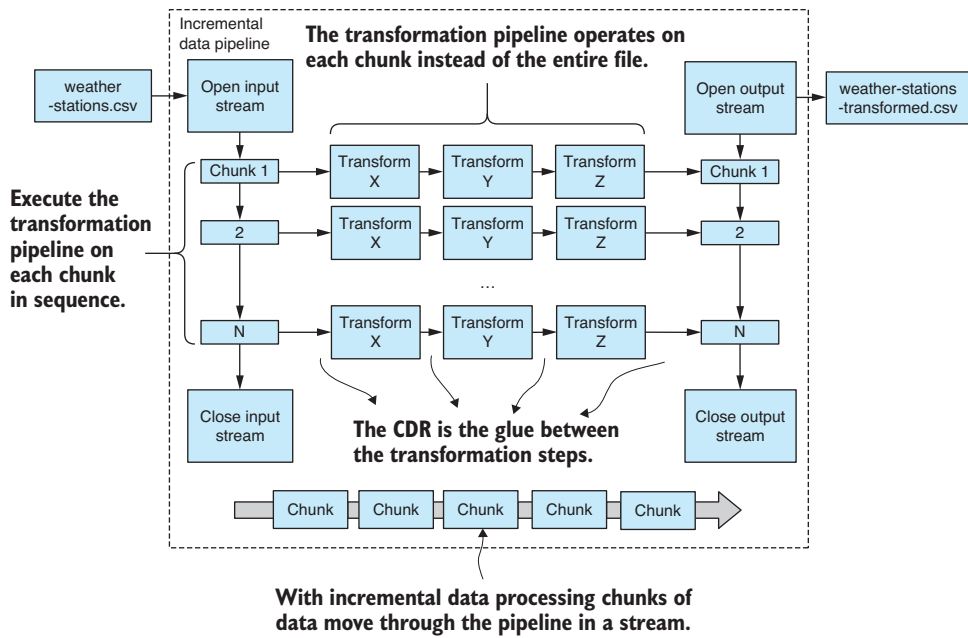 Incremental
data pipeline
The transformation pipeline operates on
each chunk instead of the entire file.
weather
-stations.csv
Open input
stream
Open output
stream
weather-stations
-transformed.csv
Execute the
transformation
pipeline on
each chunk
in sequence.
Chunk 1
Transform
X
Transform
Y
Transform
Z
Chunk 1
2
Transform
X
Transform
Y
Transform
Z
2
...
N
Transform
X
Transform
Y
Transform
Z
N
Close input
stream
The CDR is the glue between
the transformation steps.
Close output
stream
Chunk
Chunk
Chunk
Chunk
Chunk
With incremental data processing chunks of
data move through the pipeline in a stream.